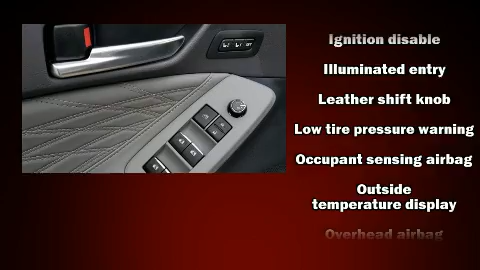 Ignition disable
Illuminated entry
Leather shift knob
Low tire pressure warning
Occupant sensing airbag
Outside
temperature display
Overhead airbag